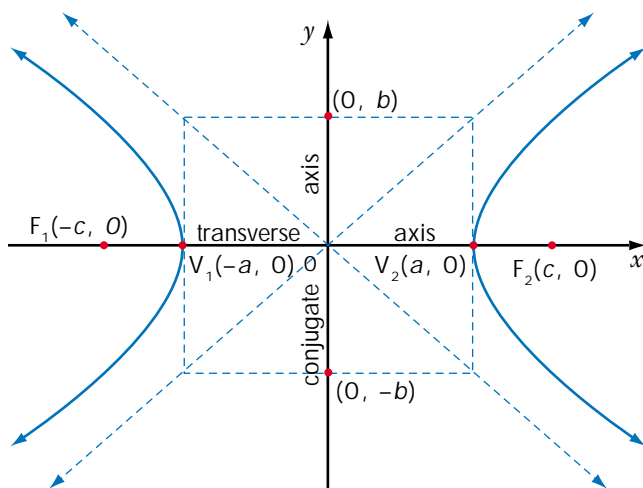 y
(0, b)
axis
F₁(−c, 0)
transverse axis
V₁(−a, 0) 0 V₂(a, 0) F₂(c, 0) x
conjugate
(0, −b)